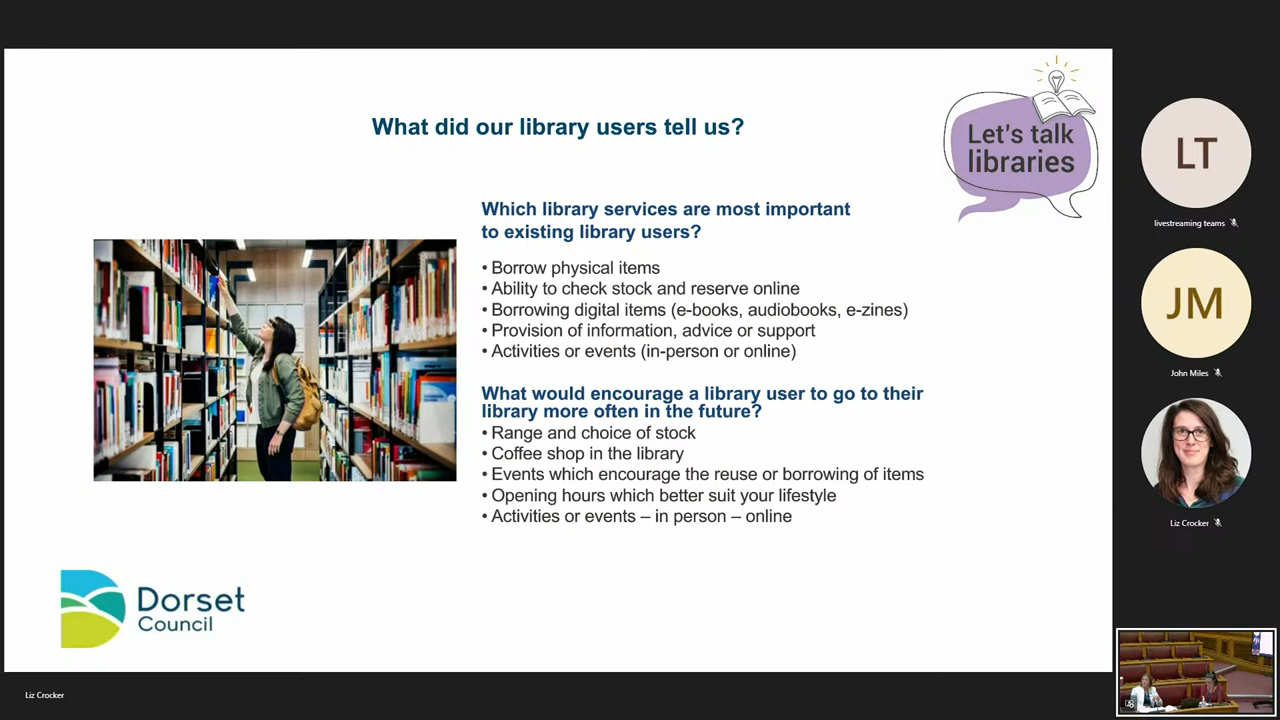 What did our library users tell us?
Let's talk
libraries
Which library services are most important
to existing library users?
• Borrow physical items
• Ability to check stock and reserve online
• Borrowing digital items (e-books, audiobooks, e-zines)
• Provision of information, advice or support
• Activities or events (in-person or online)
What would encourage a library user to go to their
library more often in the future?
• Range and choice of stock
• Coffee shop in the library
• Events which encourage the reuse or borrowing of items
• Opening hours which better suit your lifestyle
• Activities or events – in person – online
Dorset
Council
LT
livestreaming teams
JM
John Miles
Liz Crocker
Liz Crocker